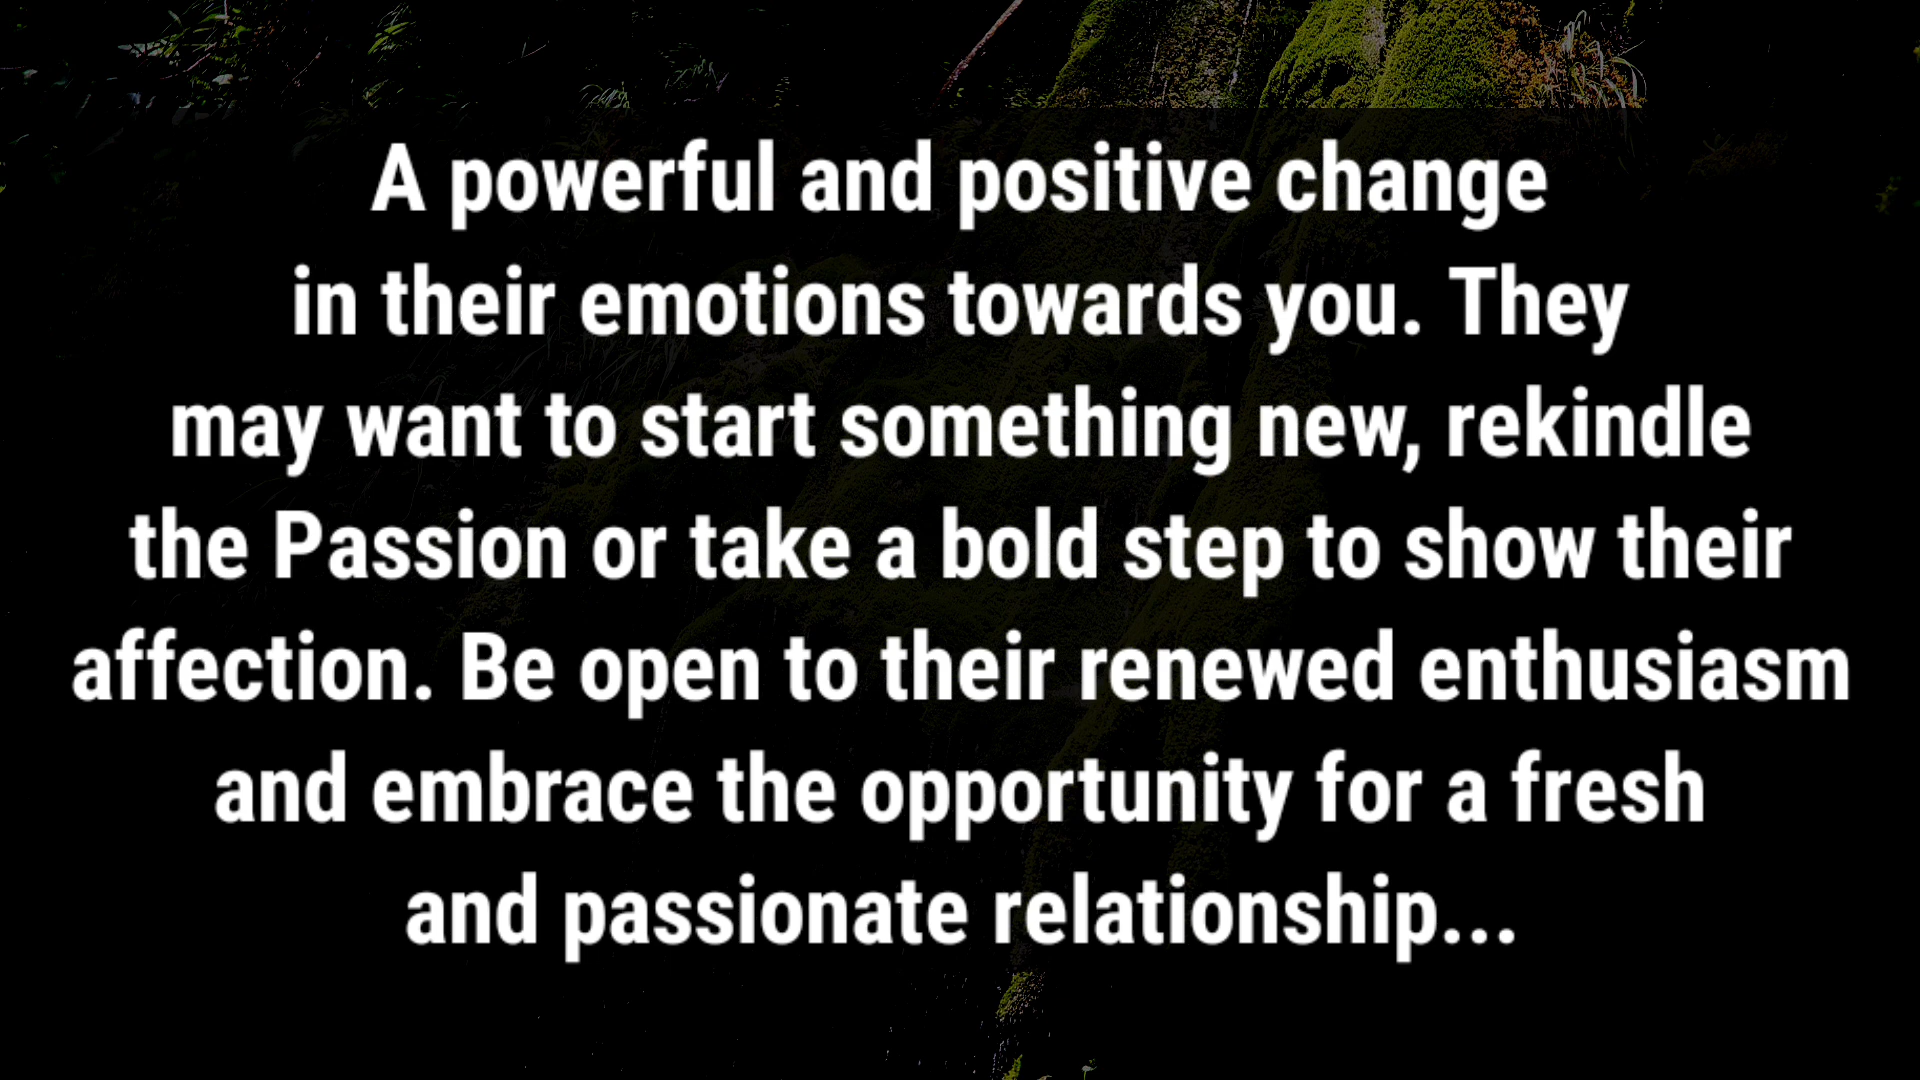 A powerful and positive change
in their emotions towards you. They
may want to start something new, rekindle
the Passion or take a bold step to show their
affection. Be open to their renewed enthusiasm
and embrace the opportunity for a fresh
and passionate relationship...